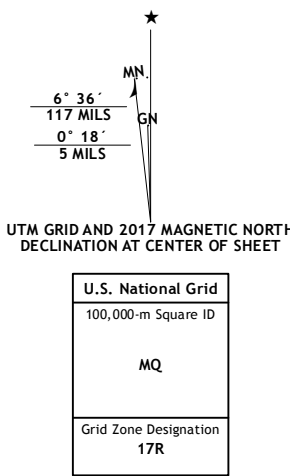 ★
MN.
GN
6° 36´
117 MILS
0° 18´
5 MILS
UTM GRID AND 2017 MAGNETIC NORTH
DECLINATION AT CENTER OF SHEET
U.S. National Grid
100,000-m Square ID
MQ
Grid Zone Designation
17R